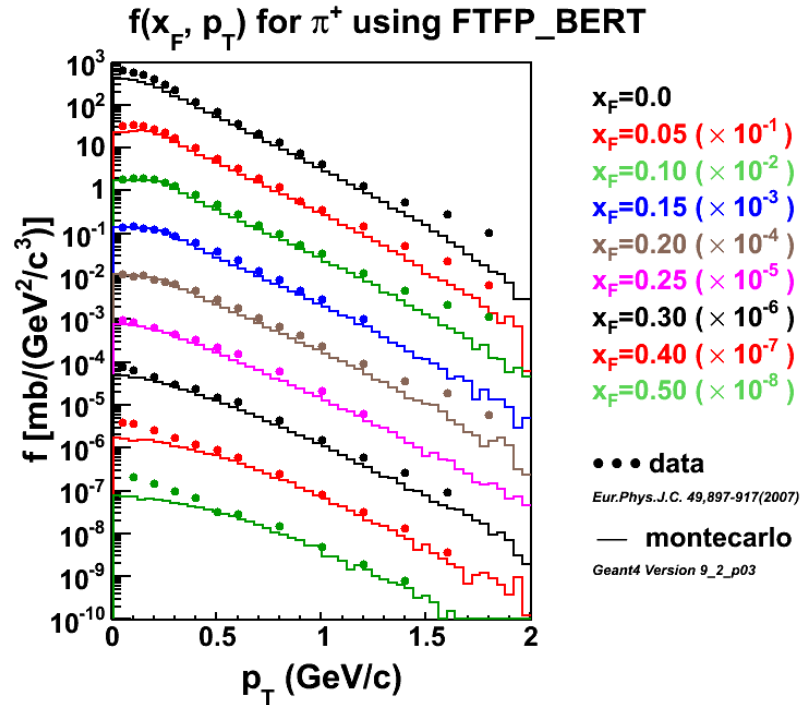 f(x_F, p_T) for π⁺ using FTFP_BERT
f [mb/(GeV²/c³)]
10³
10²
10
1
10⁻¹
10⁻²
10⁻³
10⁻⁴
10⁻⁵
10⁻⁶
10⁻⁷
10⁻⁸
10⁻⁹
10⁻¹⁰
0 0.5 1 1.5 2
p_T (GeV/c)
x_F=0.0
x_F=0.05 (× 10⁻¹)
x_F=0.10 (× 10⁻²)
x_F=0.15 (× 10⁻³)
x_F=0.20 (× 10⁻⁴)
x_F=0.25 (× 10⁻⁵)
x_F=0.30 (× 10⁻⁶)
x_F=0.40 (× 10⁻⁷)
x_F=0.50 (× 10⁻⁸)
data
Eur.Phys.J.C. 49,897-917(2007)
montecarlo
Geant4 Version 9_2_p03